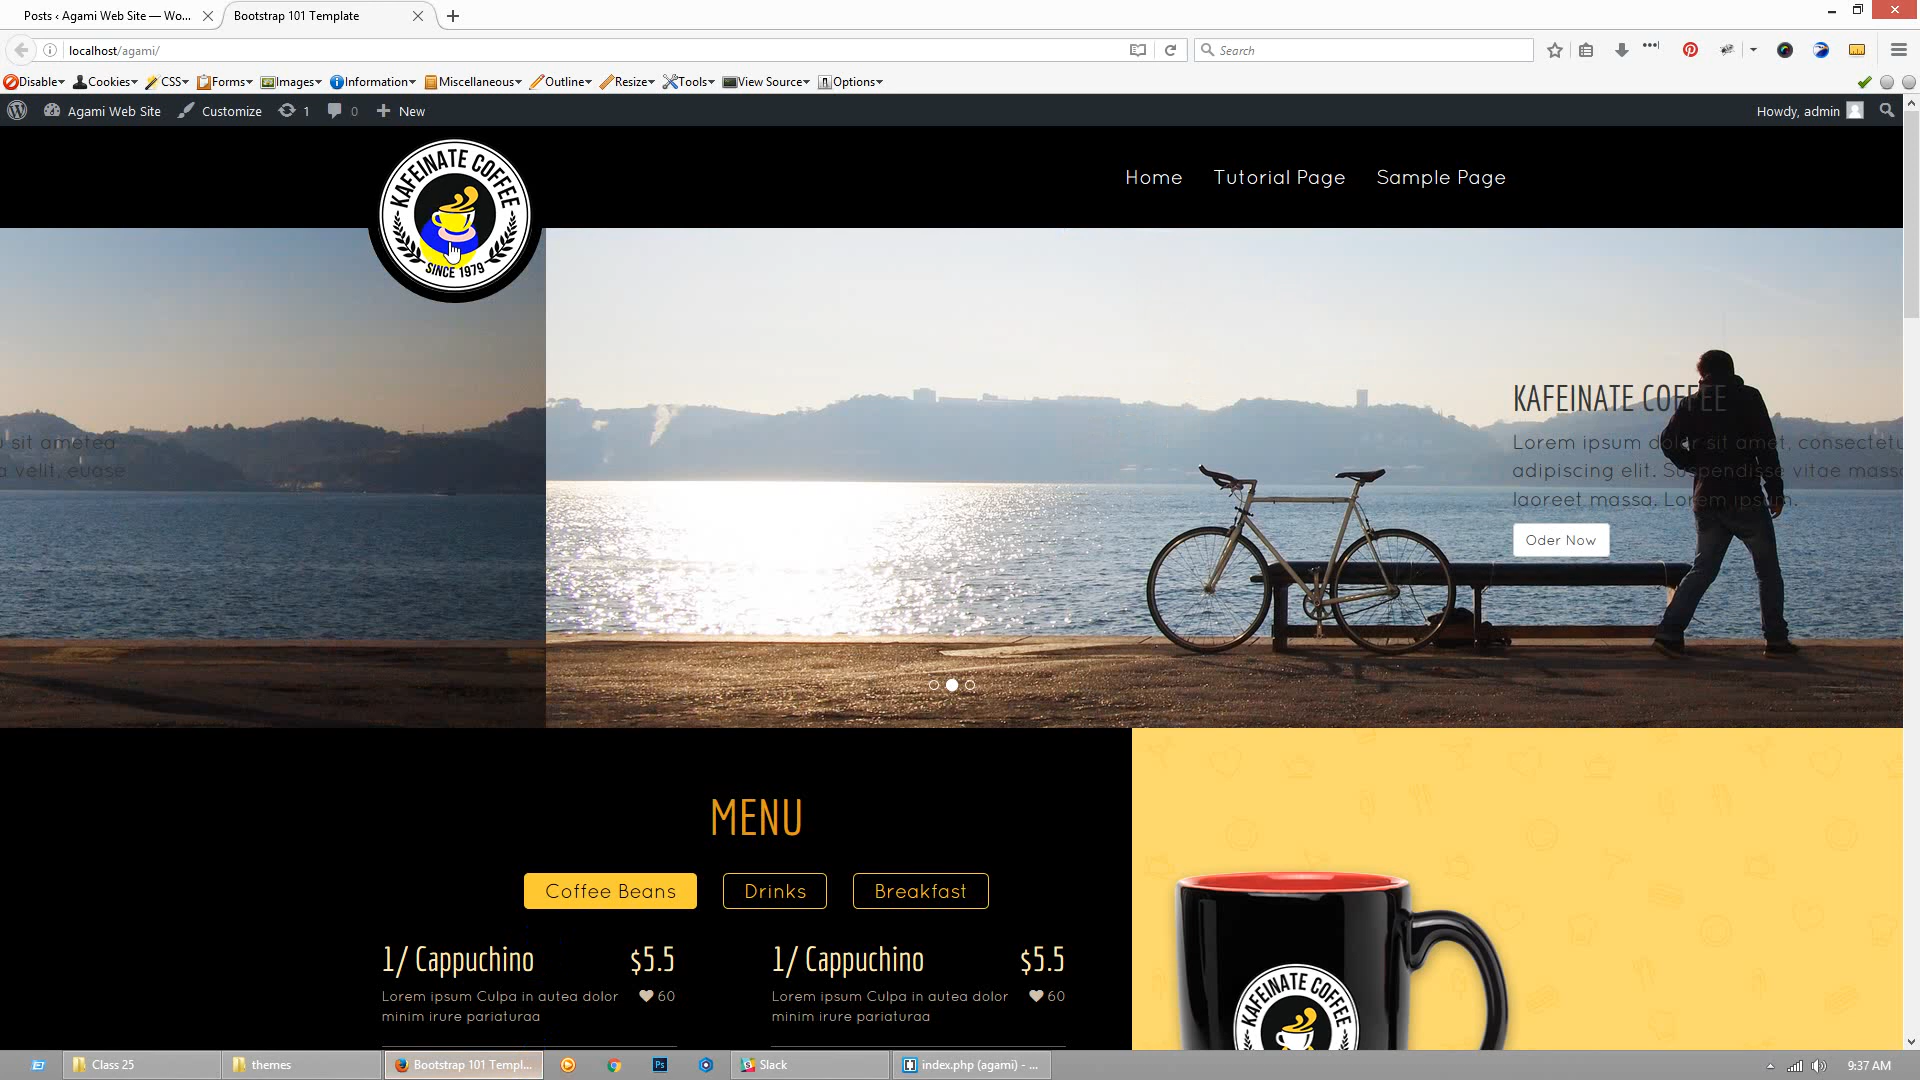 Posts ‹ Agami Web Site — Wo...
Bootstrap 101 Template
localhost/agami/
Search
Disable
Cookies
CSS
Forms
Images
Information
Miscellaneous
Outline
Resize
Tools
View Source
Options
Agami Web Site
Customize
1
0
New
Howdy, admin
KAFEINATE COFFEE
SINCE 1979
Home
Tutorial Page
Sample Page
KAFEINATE COFFEE
sit ametea
a velit, euase
Lorem ipsum dolor sit amet, consectetu
adipiscing elit. Suspendisse vitae massa
laoreet massa. Lorem ipsum.
Oder Now
MENU
Coffee Beans
Drinks
Breakfast
1/ Cappuchino
$5.5
Lorem ipsum Culpa in autea dolor
60
minim irure pariaturaa
1/ Cappuchino
$5.5
Lorem ipsum Culpa in autea dolor
60
minim irure pariaturaa
KAFEINATE COFFEE
Class 25
themes
Bootstrap 101 Templ...
Ps
Slack
index.php (agami) - ...
9:37 AM